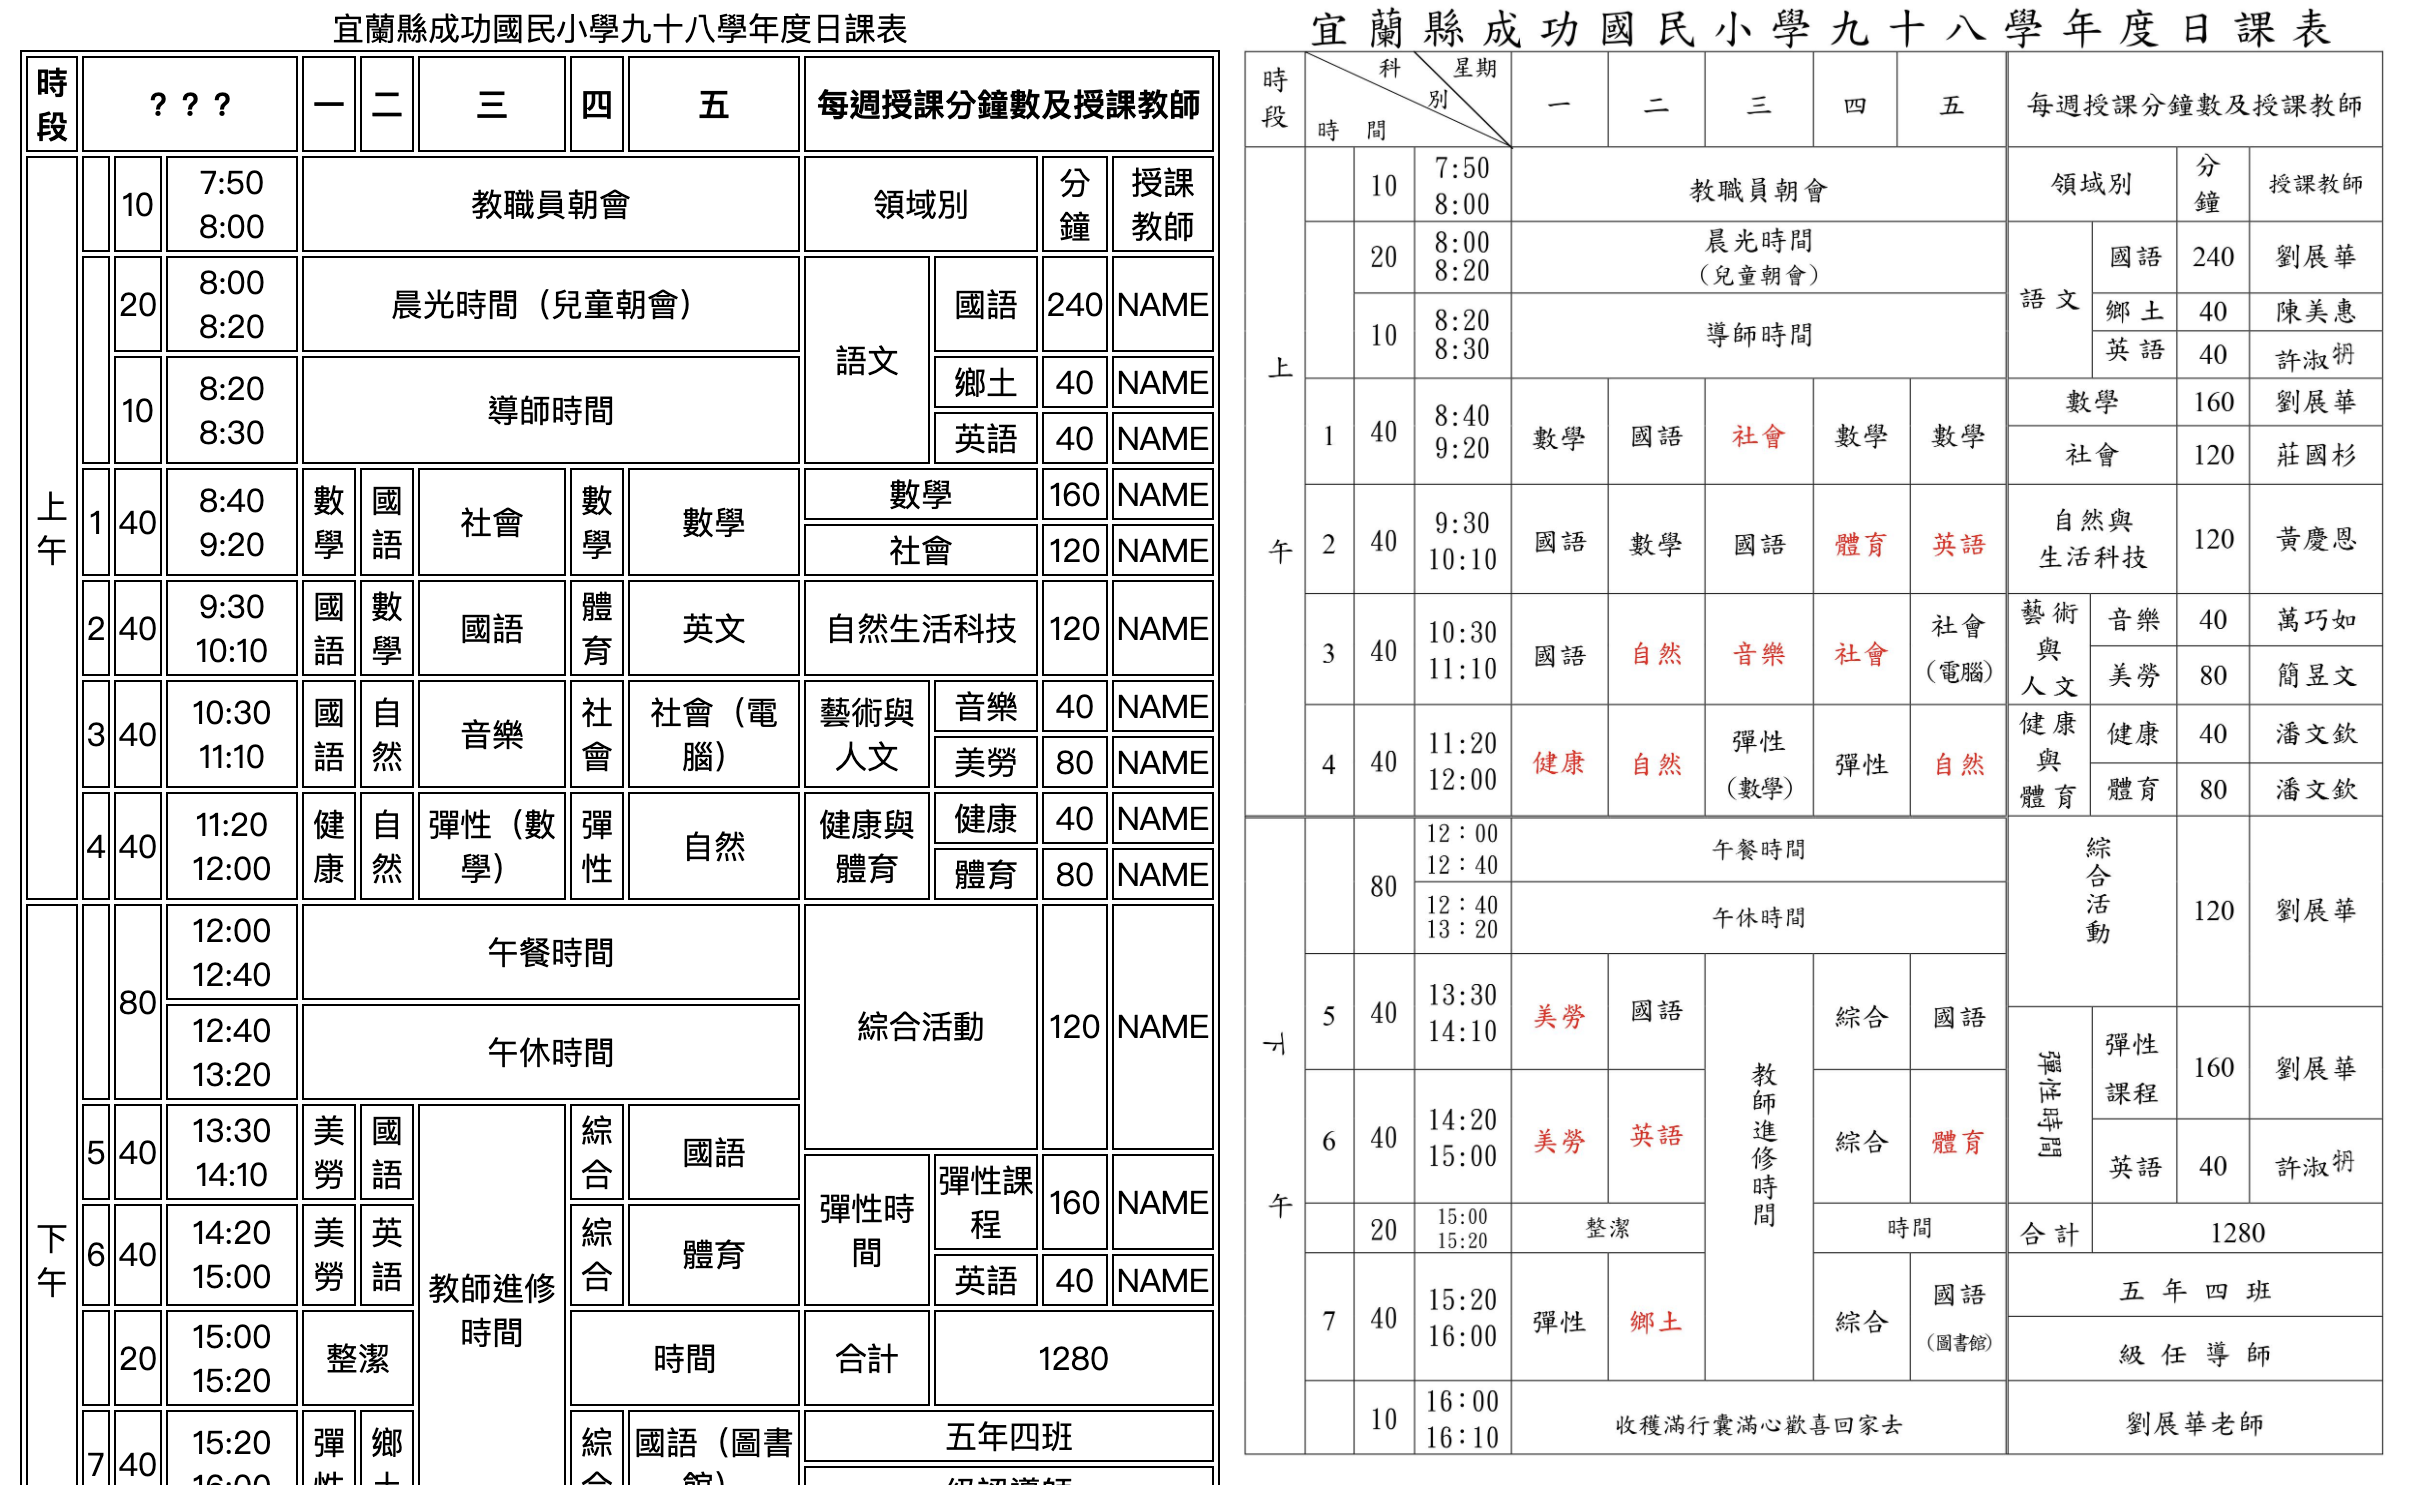 宜蘭縣成功國民小學九十八學年度日課表
時段 ？？？ 一 二 三 四 五 每週授課分鐘數及授課教師
上午
10 7:50 8:00 教職員朝會 領域別 分鐘 授課教師
20 8:00 8:20 晨光時間（兒童朝會） 語文 國語 240 NAME
10 8:20 8:30 導師時間 鄉土 40 NAME
英語 40 NAME
1 40 8:40 9:20 數學 國語 社會 數學 數學 數學 160 NAME
社會 120 NAME
2 40 9:30 10:10 國語 數學 國語 體育 英文 自然生活科技 120 NAME
3 40 10:30 11:10 國語 自然 音樂 社會 社會（電腦） 藝術與人文 音樂 40 NAME
美勞 80 NAME
4 40 11:20 12:00 健康 自然 彈性（數學） 彈性 自然 健康與體育 健康 40 NAME
體育 80 NAME
下午
80 12:00 12:40 午餐時間 綜合活動 120 NAME
12:40 13:20 午休時間
5 40 13:30 14:10 美勞 國語 教師進修時間 綜合 國語
彈性時間 彈性課程 160 NAME
6 40 14:20 15:00 美勞 英語 綜合 體育
英語 40 NAME
20 15:00 15:20 整潔 時間 合計 1280
7 40 15:20 16:00 彈性 鄉土 綜合 國語（圖書館） 五年四班
級認導師
宜蘭縣成功國民小學九十八學年度日課表
時段 科別 星期 時間 一 二 三 四 五 每週授課分鐘數及授課教師
上午
10 7:50 8:00 教職員朝會 領域別 分鐘 授課教師
20 8:00 8:20 晨光時間 （兒童朝會） 語文 國語 240 劉展華
10 8:20 8:30 導師時間 鄉土 40 陳美惠
英語 40 許淑枬
1 40 8:40 9:20 數學 國語 社會 數學 數學 數學 160 劉展華
社會 120 莊國杉
2 40 9:30 10:10 國語 數學 國語 體育 英語 自然與生活科技 120 黃慶恩
3 40 10:30 11:10 國語 自然 音樂 社會 社會（電腦） 藝術與人文 音樂 40 萬巧如
美勞 80 簡昱文
4 40 11:20 12:00 健康 自然 彈性（數學） 彈性 自然 健康與體育 健康 40 潘文欽
體育 80 潘文欽
下午
80 12：00 12：40 午餐時間 綜合活動 120 劉展華
12：40 13：20 午休時間
5 40 13:30 14:10 美勞 國語 教師進修時間 綜合 國語 彈性時間 彈性課程 160 劉展華
6 40 14:20 15:00 美勞 英語 綜合 體育 英語 40 許淑枬
20 15:00 15:20 整潔 時間 合計 1280
7 40 15:20 16:00 彈性 鄉土 綜合 國語（圖書館） 五年四班
級任導師
10 16:00 16:10 收穫滿行囊滿心歡喜回家去 劉展華老師